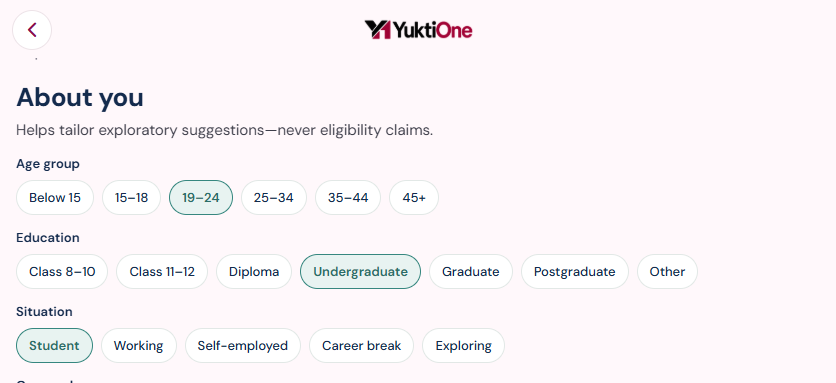 YuktiOne
About you
Helps tailor exploratory suggestions—never eligibility claims.
Age group
Below 15 15–18 19–24 25–34 35–44 45+
Education
Class 8–10 Class 11–12 Diploma Undergraduate Graduate Postgraduate Other
Situation
Student Working Self-employed Career break Exploring